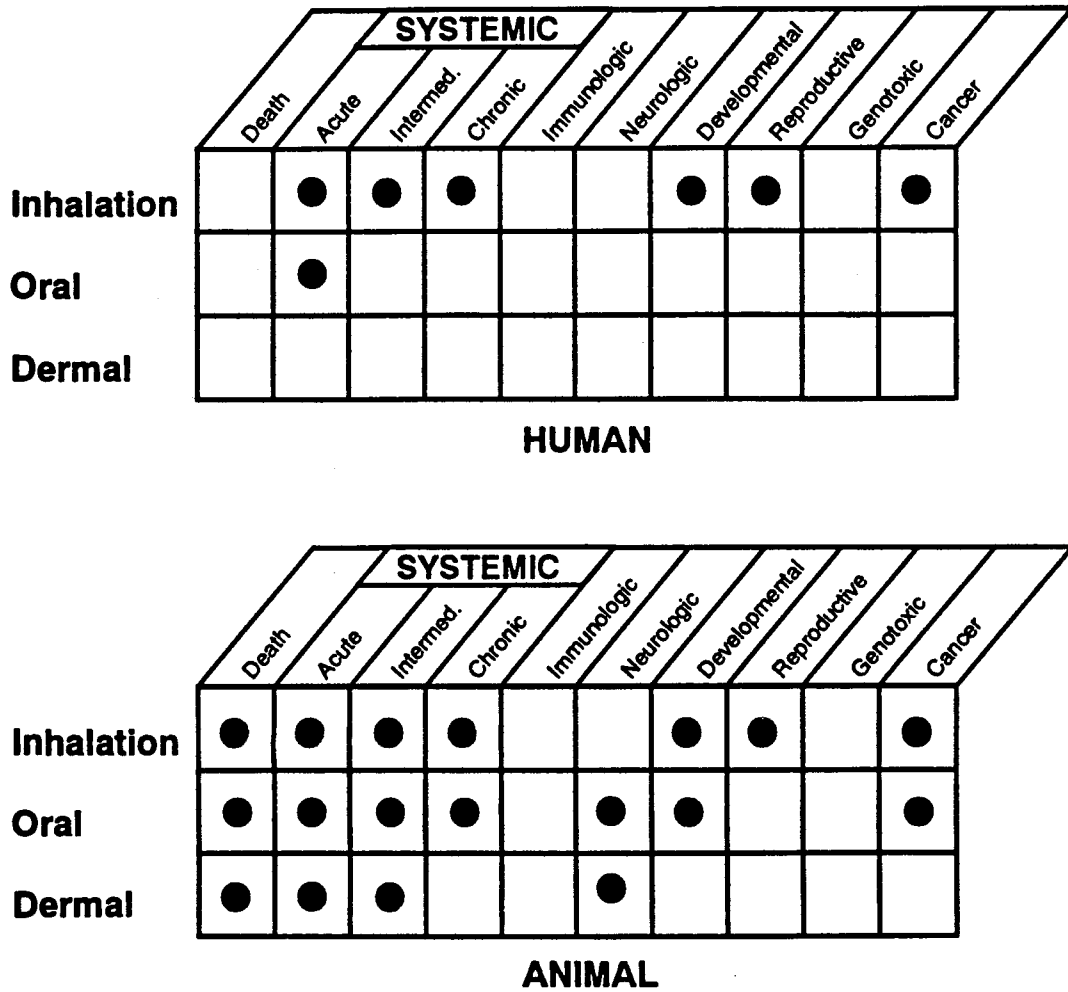 SYSTEMIC
Death
Acute
Intermed.
Chronic
Immunologic
Neurologic
Developmental
Reproductive
Genotoxic
Cancer
Inhalation
Oral
Dermal
HUMAN
SYSTEMIC
Death
Acute
Intermed.
Chronic
Immunologic
Neurologic
Developmental
Reproductive
Genotoxic
Cancer
Inhalation
Oral
Dermal
ANIMAL